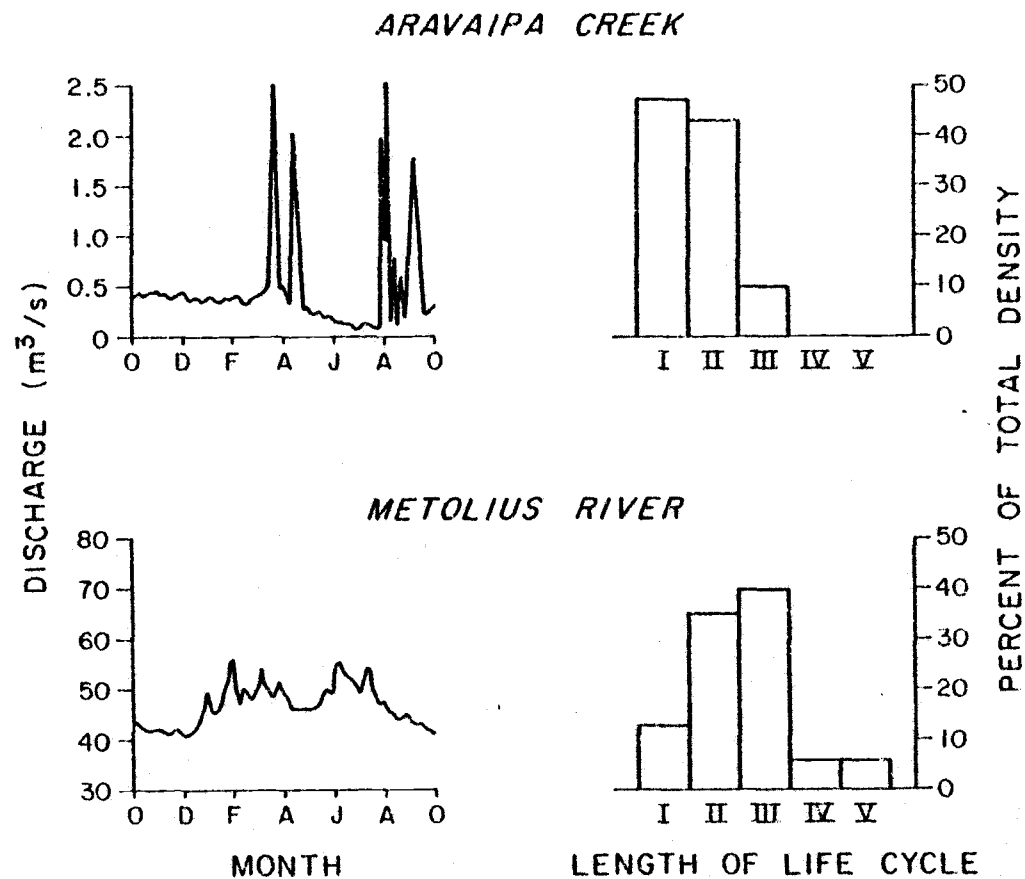 ARAVAIPA CREEK
2.5
2.0
1.5
1.0
0.5
0
O D F A J A O
50
40
30
20
10
0
I II III IV V
DISCHARGE (m³/s)
PERCENT OF TOTAL DENSITY
METOLIUS RIVER
80
70
60
50
40
30
O D F A J A O
50
40
30
20
10
0
I II III IV V
MONTH
LENGTH OF LIFE CYCLE